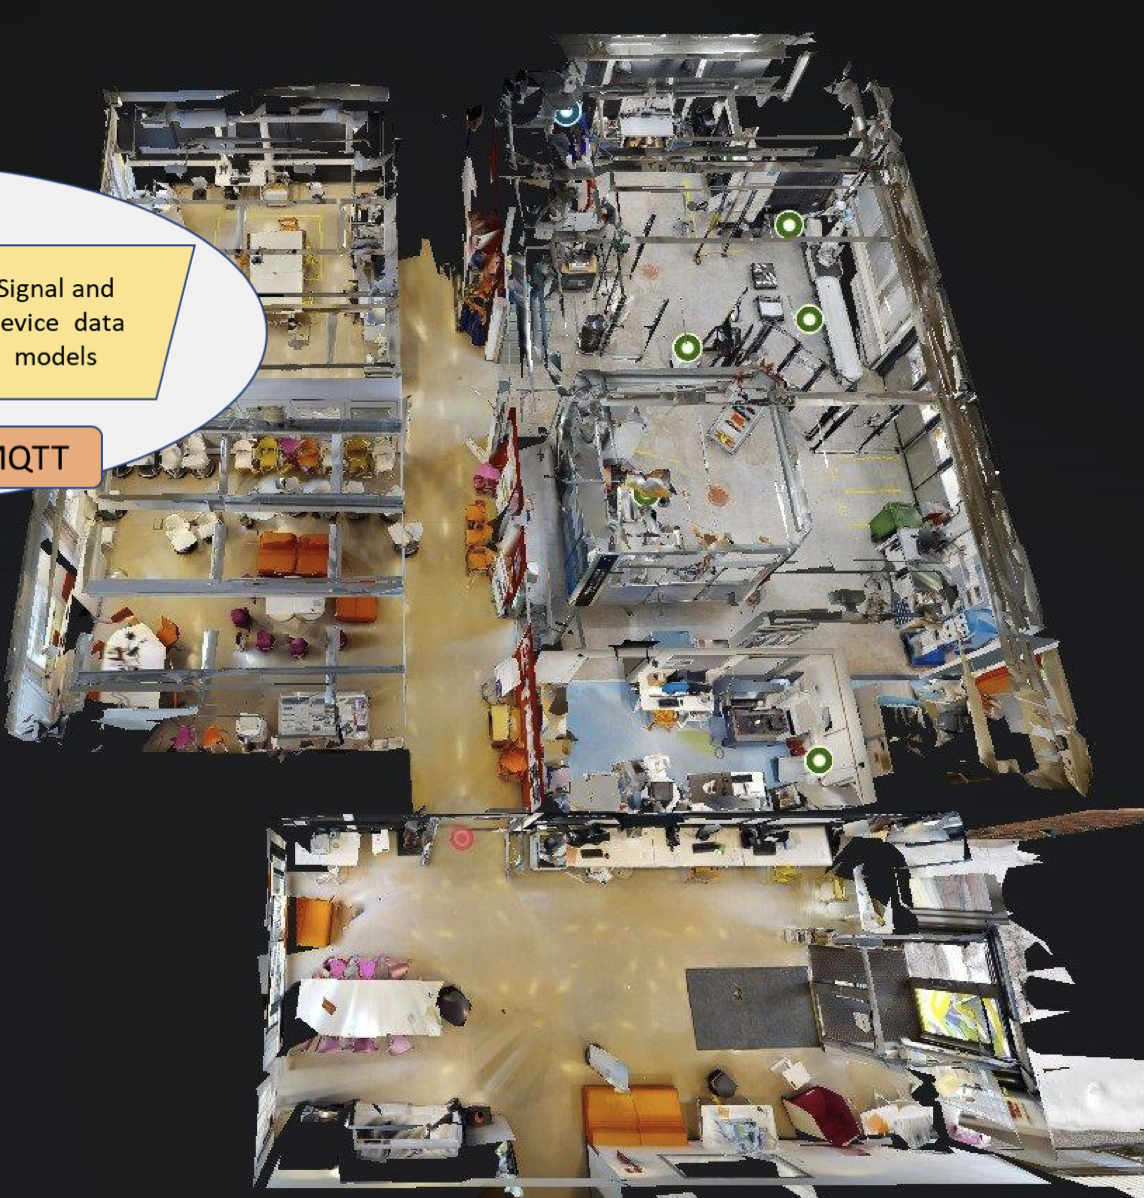 Signal and
evice data
models
MQTT